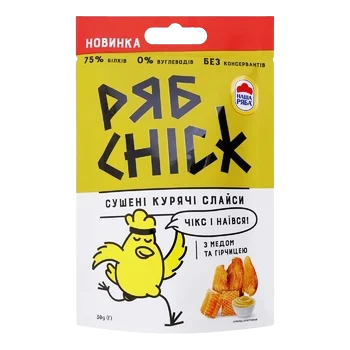 НОВИНКА
75% БІЛКІВ 0% ВУГЛЕВОДІВ БЕЗ КОНСЕРВАНТІВ
РЯБ
НАША
РЯБА
CHICK
СУШЕНІ КУРЯЧІ СЛАЙСИ
ЧІКС І НАЇВСЯ!
З МЕДОМ
ТА ГІРЧИЦЕЮ
30g (г)